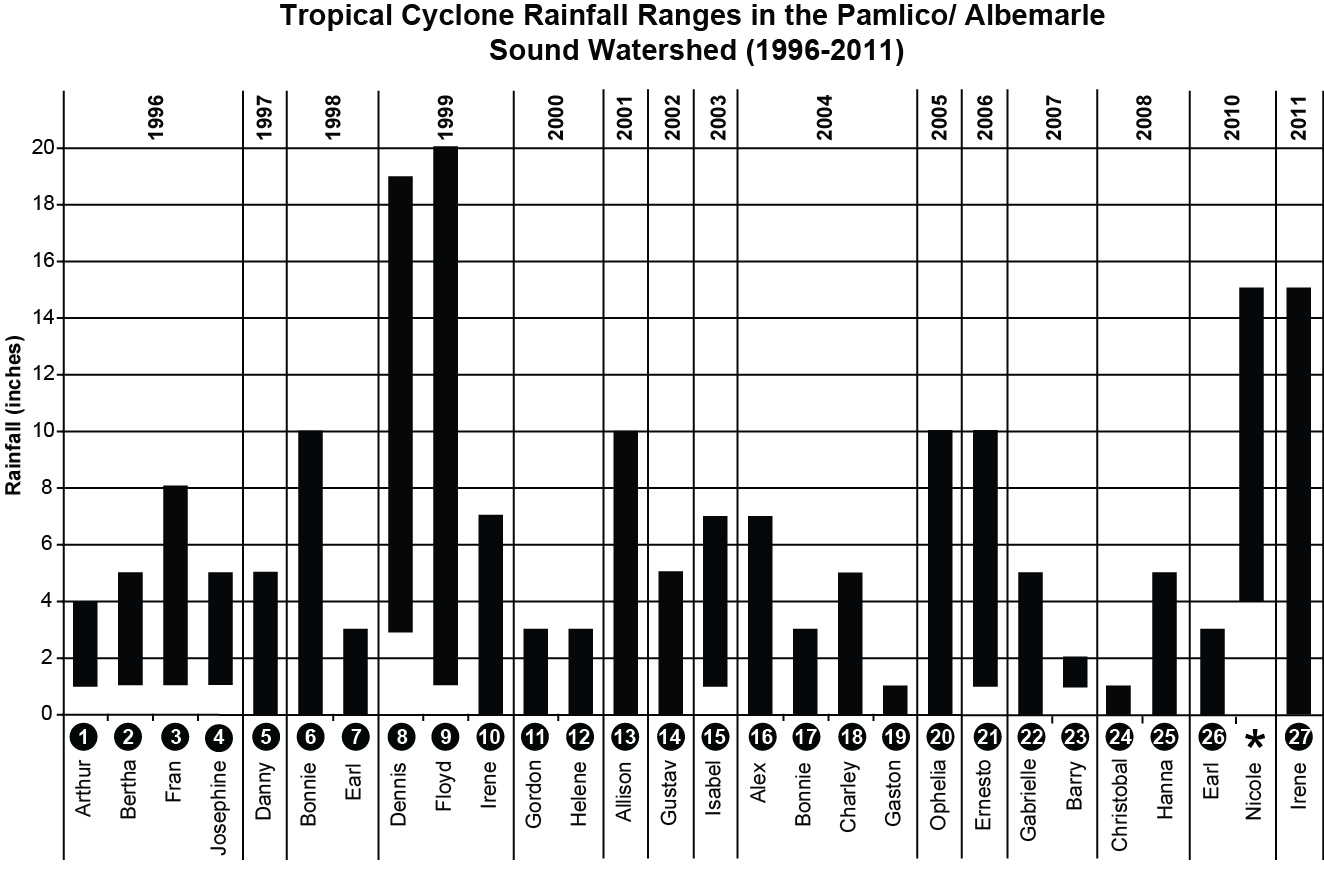 Tropical Cyclone Rainfall Ranges in the Pamlico/ Albemarle
Sound Watershed (1996-2011)
1996
1997
1998
1999
2000
2001
2002
2003
2004
2005
2006
2007
2008
2010
2011
Rainfall (inches)
20
18
16
14
12
10
8
6
4
2
0
1
2
3
4
5
6
7
8
9
10
11
12
13
14
15
16
17
18
19
20
21
22
23
24
25
26
*
27
Arthur
Bertha
Fran
Josephine
Danny
Bonnie
Earl
Dennis
Floyd
Irene
Gordon
Helene
Allison
Gustav
Isabel
Alex
Bonnie
Charley
Gaston
Ophelia
Ernesto
Gabrielle
Barry
Christobal
Hanna
Earl
Nicole
Irene